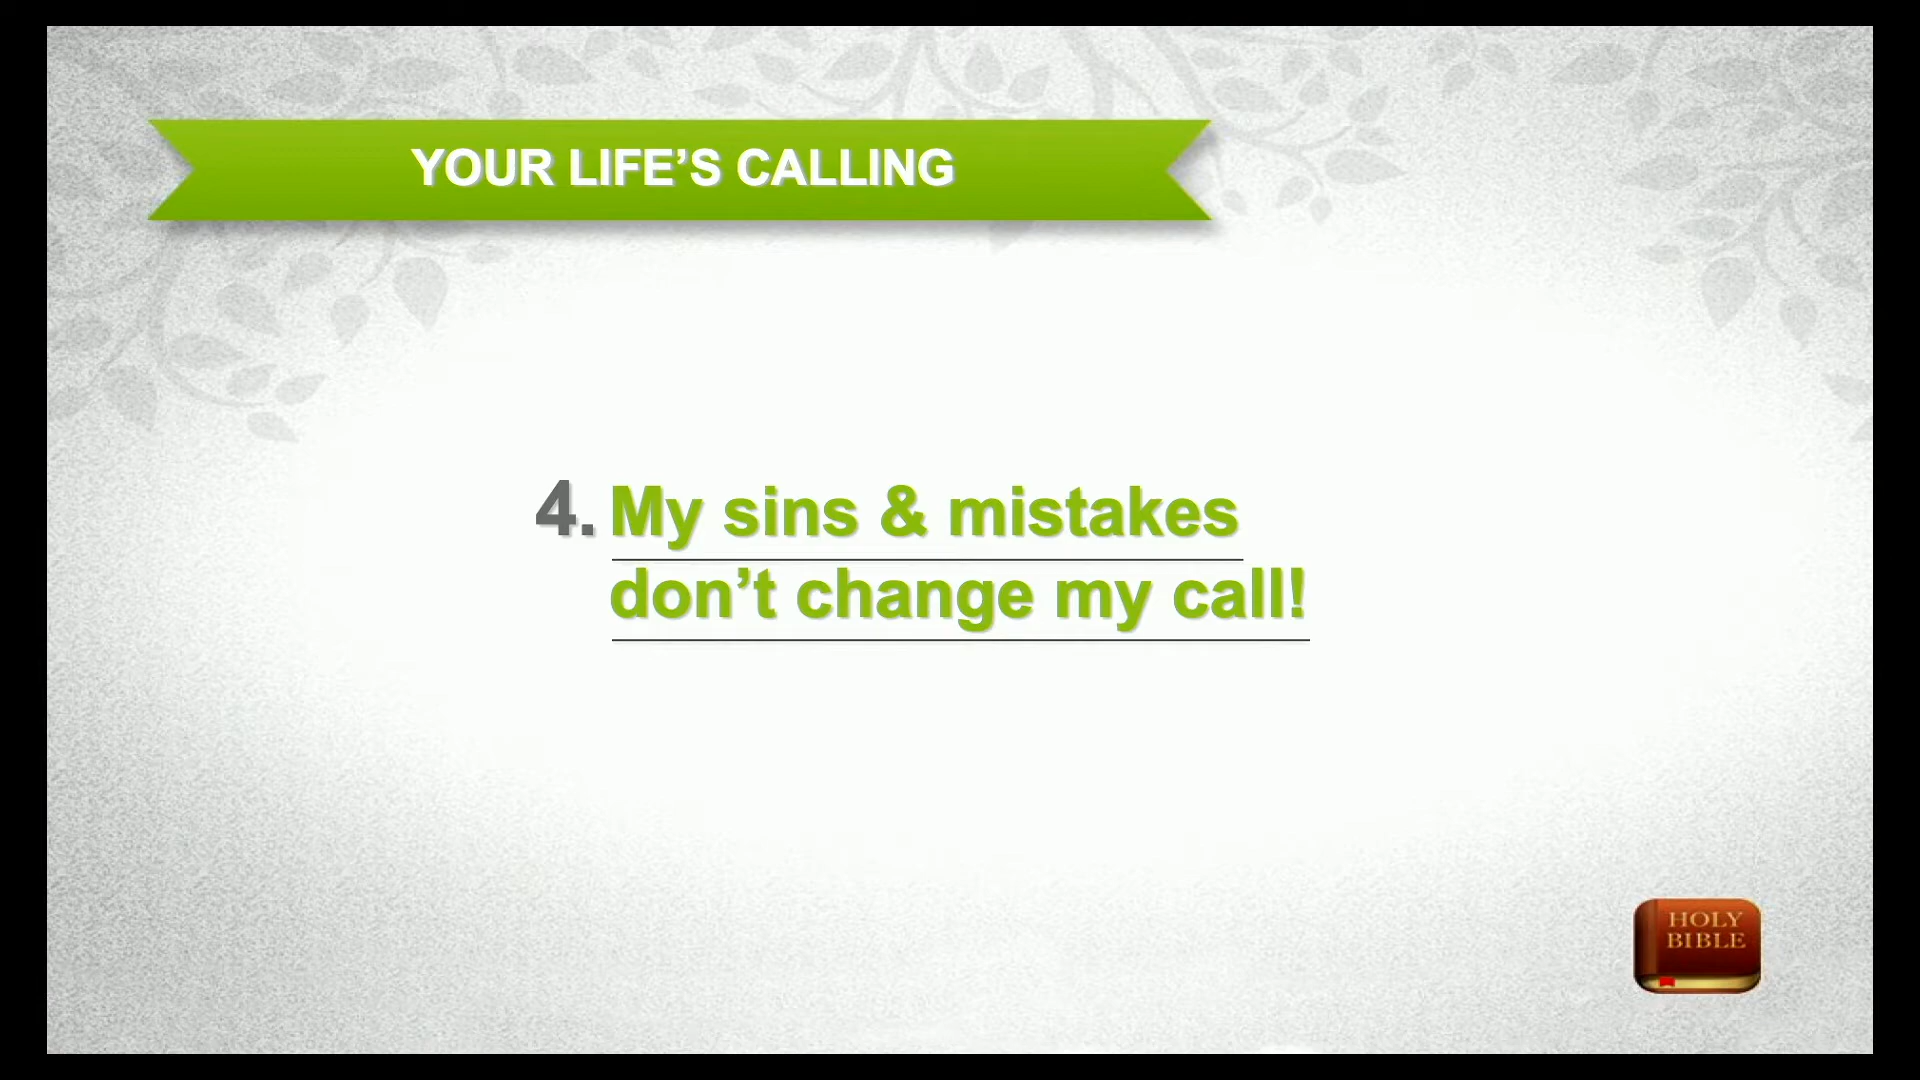 YOUR LIFE’S CALLING
4. My sins & mistakes
don’t change my call!
HOLY
BIBLE